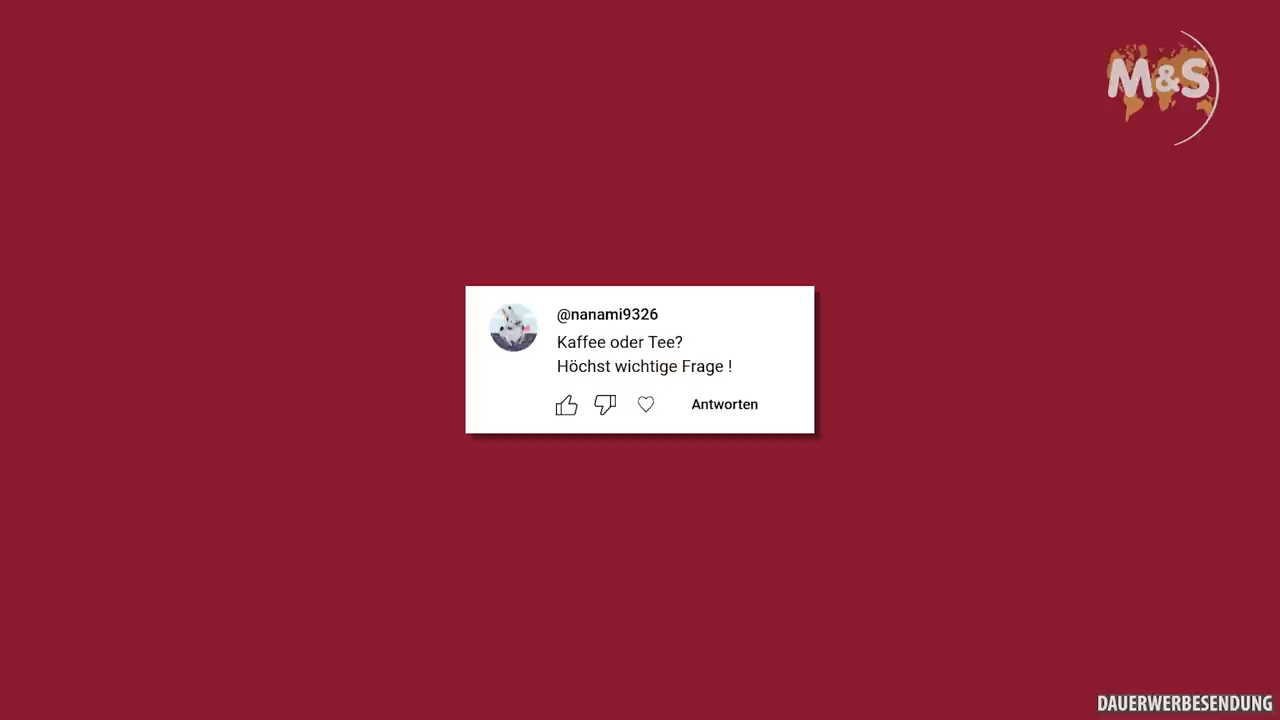 M&S
@nanami9326
Kaffee oder Tee?
Höchst wichtige Frage !
Antworten
DAUERWERBESENDUNG